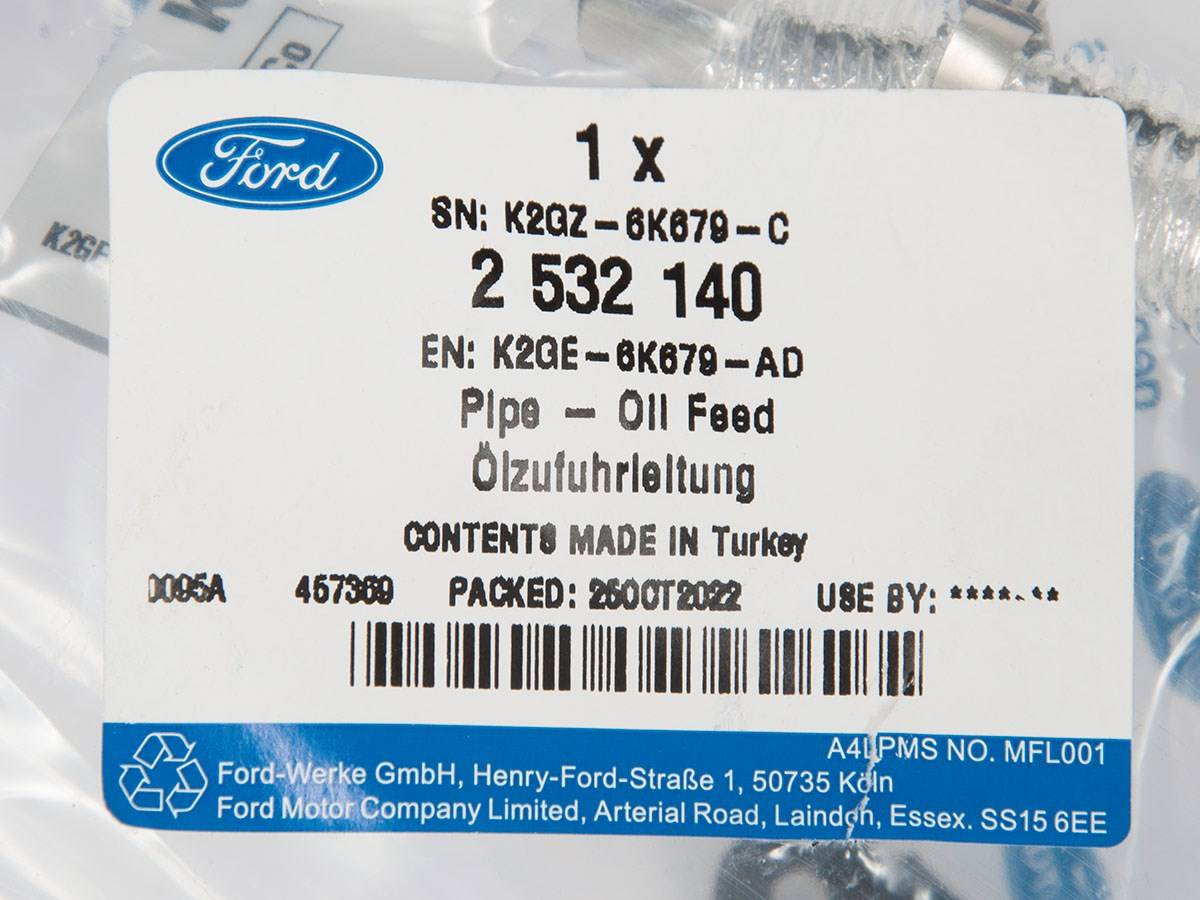 Ford
1 x
SN: K2GZ-6K679-C
2 532 140
EN: K2GE-6K679-AD
Pipe - Oil Feed
Ölzufuhrleitung
CONTENTS MADE IN Turkey
0095A 457369 PACKED: 25OCT2022 USE BY: ****-**
A4LPMS NO. MFL001
Ford-Werke GmbH, Henry-Ford-Straße 1, 50735 Köln
Ford Motor Company Limited, Arterial Road, Laindon, Essex. SS15 6EE